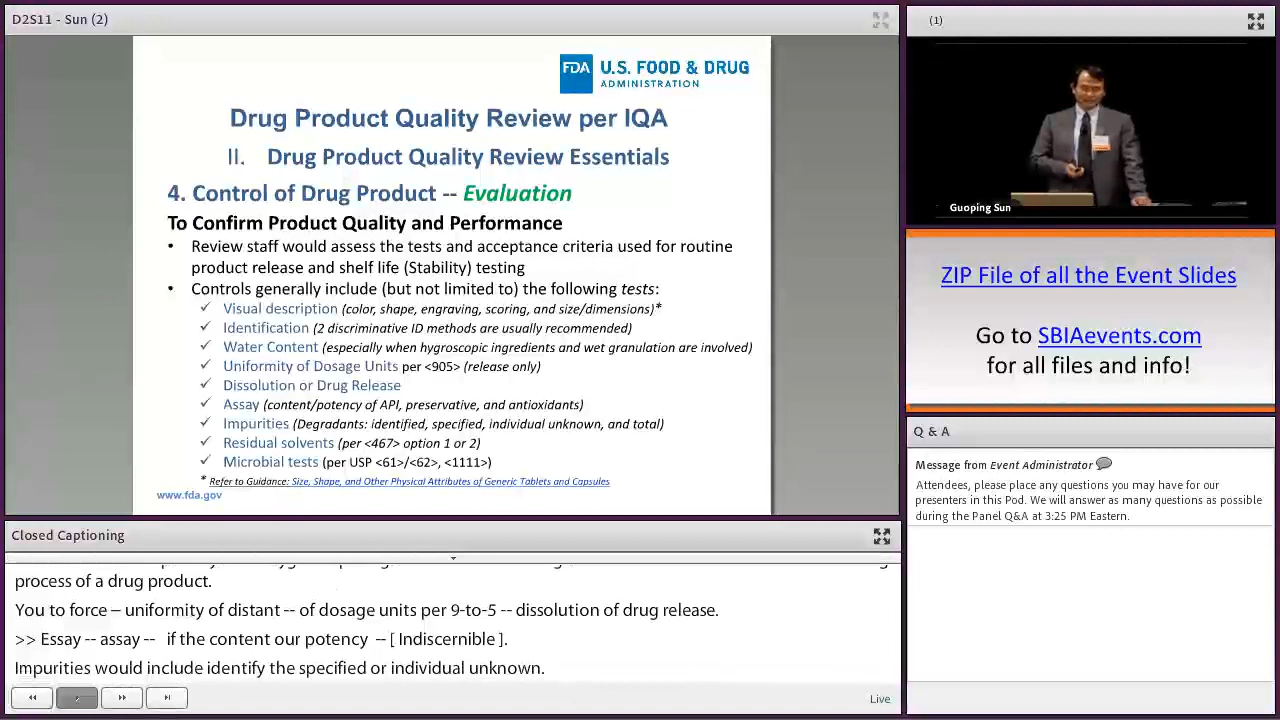 D2S11 - Sun (2)
FDA U.S. FOOD & DRUG
ADMINISTRATION
Drug Product Quality Review per IQA
II. Drug Product Quality Review Essentials
4. Control of Drug Product -- Evaluation
To Confirm Product Quality and Performance
• Review staff would assess the tests and acceptance criteria used for routine
product release and shelf life (Stability) testing
• Controls generally include (but not limited to) the following tests:
✓ Visual description (color, shape, engraving, scoring, and size/dimensions)*
✓ Identification (2 discriminative ID methods are usually recommended)
✓ Water Content (especially when hygroscopic ingredients and wet granulation are involved)
✓ Uniformity of Dosage Units per <905> (release only)
✓ Dissolution or Drug Release
✓ Assay (content/potency of API, preservative, and antioxidants)
✓ Impurities (Degradants: identified, specified, individual unknown, and total)
✓ Residual solvents (per <467> option 1 or 2)
✓ Microbial tests (per USP <61>/<62>, <1111>)
* Refer to Guidance: Size, Shape, and Other Physical Attributes of Generic Tablets and Capsules
www.fda.gov
Closed Captioning
process of a drug product.
You to force – uniformity of distant -- of dosage units per 9-to-5 -- dissolution of drug release.
>> Essay -- assay -- if the content our potency -- [ Indiscernible ].
Impurities would include identify the specified or individual unknown.
Live
(1)
Guoping Sun
ZIP File of all the Event Slides
Go to SBIAevents.com
for all files and info!
Q & A
Message from Event Administrator
Attendees, please place any questions you may have for our
presenters in this Pod. We will answer as many questions as possible
during the Panel Q&A at 3:25 PM Eastern.